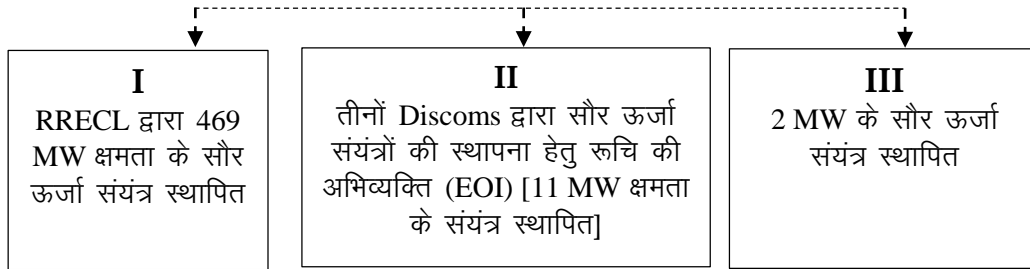 I
RRECL द्वारा 469
MW क्षमता के सौर
ऊर्जा संयंत्र स्थापित
II
तीनों Discoms द्वारा सौर ऊर्जा
संयंत्रों की स्थापना हेतु रूचि की
अभिव्यक्ति (EOI) [11 MW क्षमता
के संयंत्र स्थापित]
III
2 MW के सौर ऊर्जा
संयंत्र स्थापित